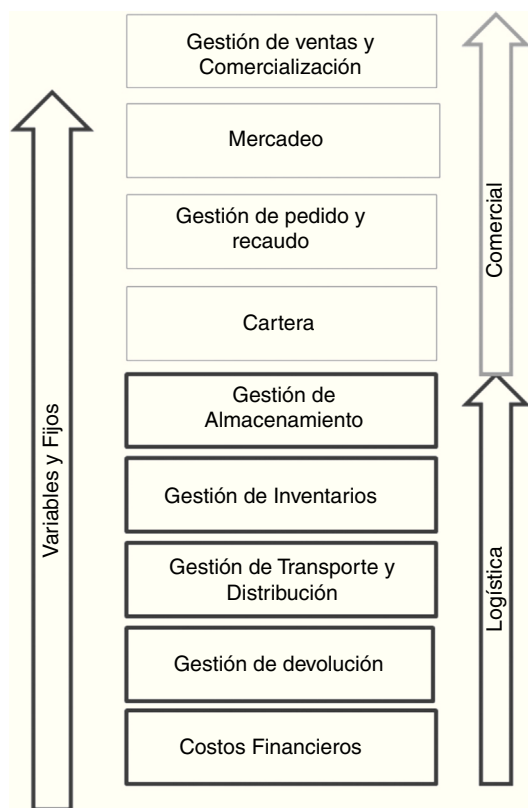 Gestión de ventas y
Comercialización
Mercadeo
Gestión de pedido y
recaudo
Cartera
Gestión de
Almacenamiento
Gestión de Inventarios
Gestión de Transporte y
Distribución
Gestión de devolución
Costos Financieros
Variables y Fijos
Comercial
Logística